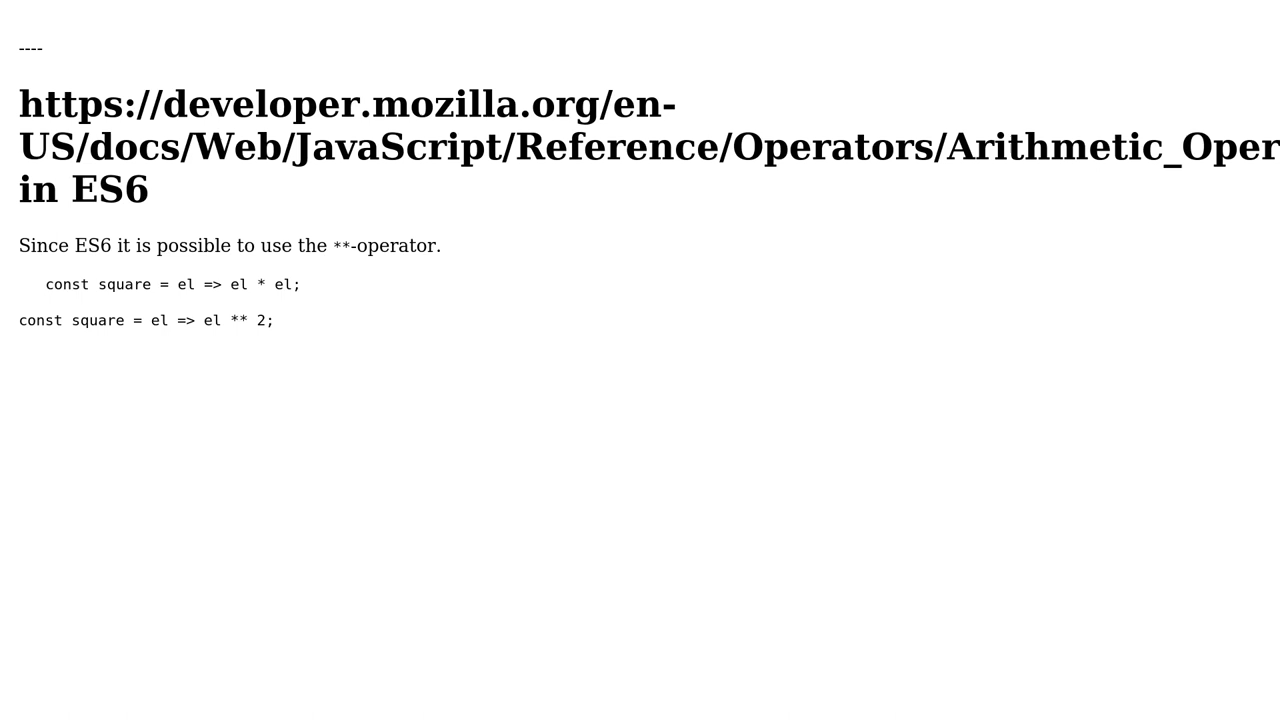 ----
https://developer.mozilla.org/en-
US/docs/Web/JavaScript/Reference/Operators/Arithmetic_Oper
in ES6
Since ES6 it is possible to use the **-operator.
const square = el => el * el;
const square = el => el ** 2;